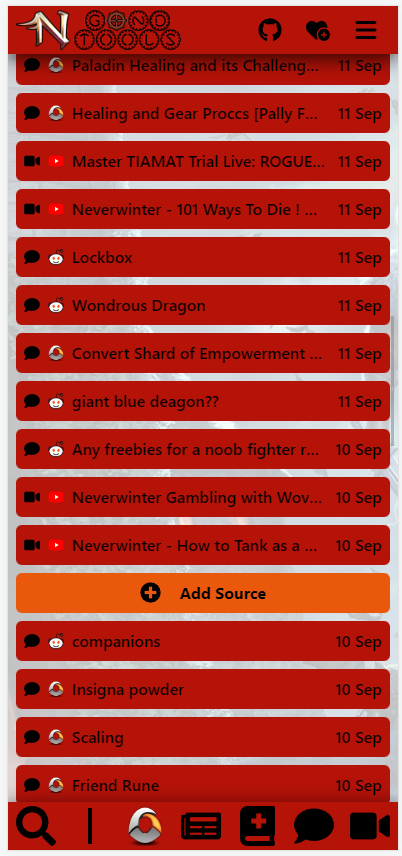 N GOND
TOOLS
Paladin Healing and its Challeng... 11 Sep
Healing and Gear Proccs [Pally F... 11 Sep
Master TIAMAT Trial Live: ROGUE... 11 Sep
Neverwinter - 101 Ways To Die ! ... 11 Sep
Lockbox 11 Sep
Wondrous Dragon 11 Sep
Convert Shard of Empowerment ... 11 Sep
giant blue deagon?? 11 Sep
Any freebies for a noob fighter r... 10 Sep
Neverwinter Gambling with Wov... 10 Sep
Neverwinter - How to Tank as a ... 10 Sep
Add Source
companions 10 Sep
Insigna powder 10 Sep
Scaling 10 Sep
Friend Rune 10 Sep